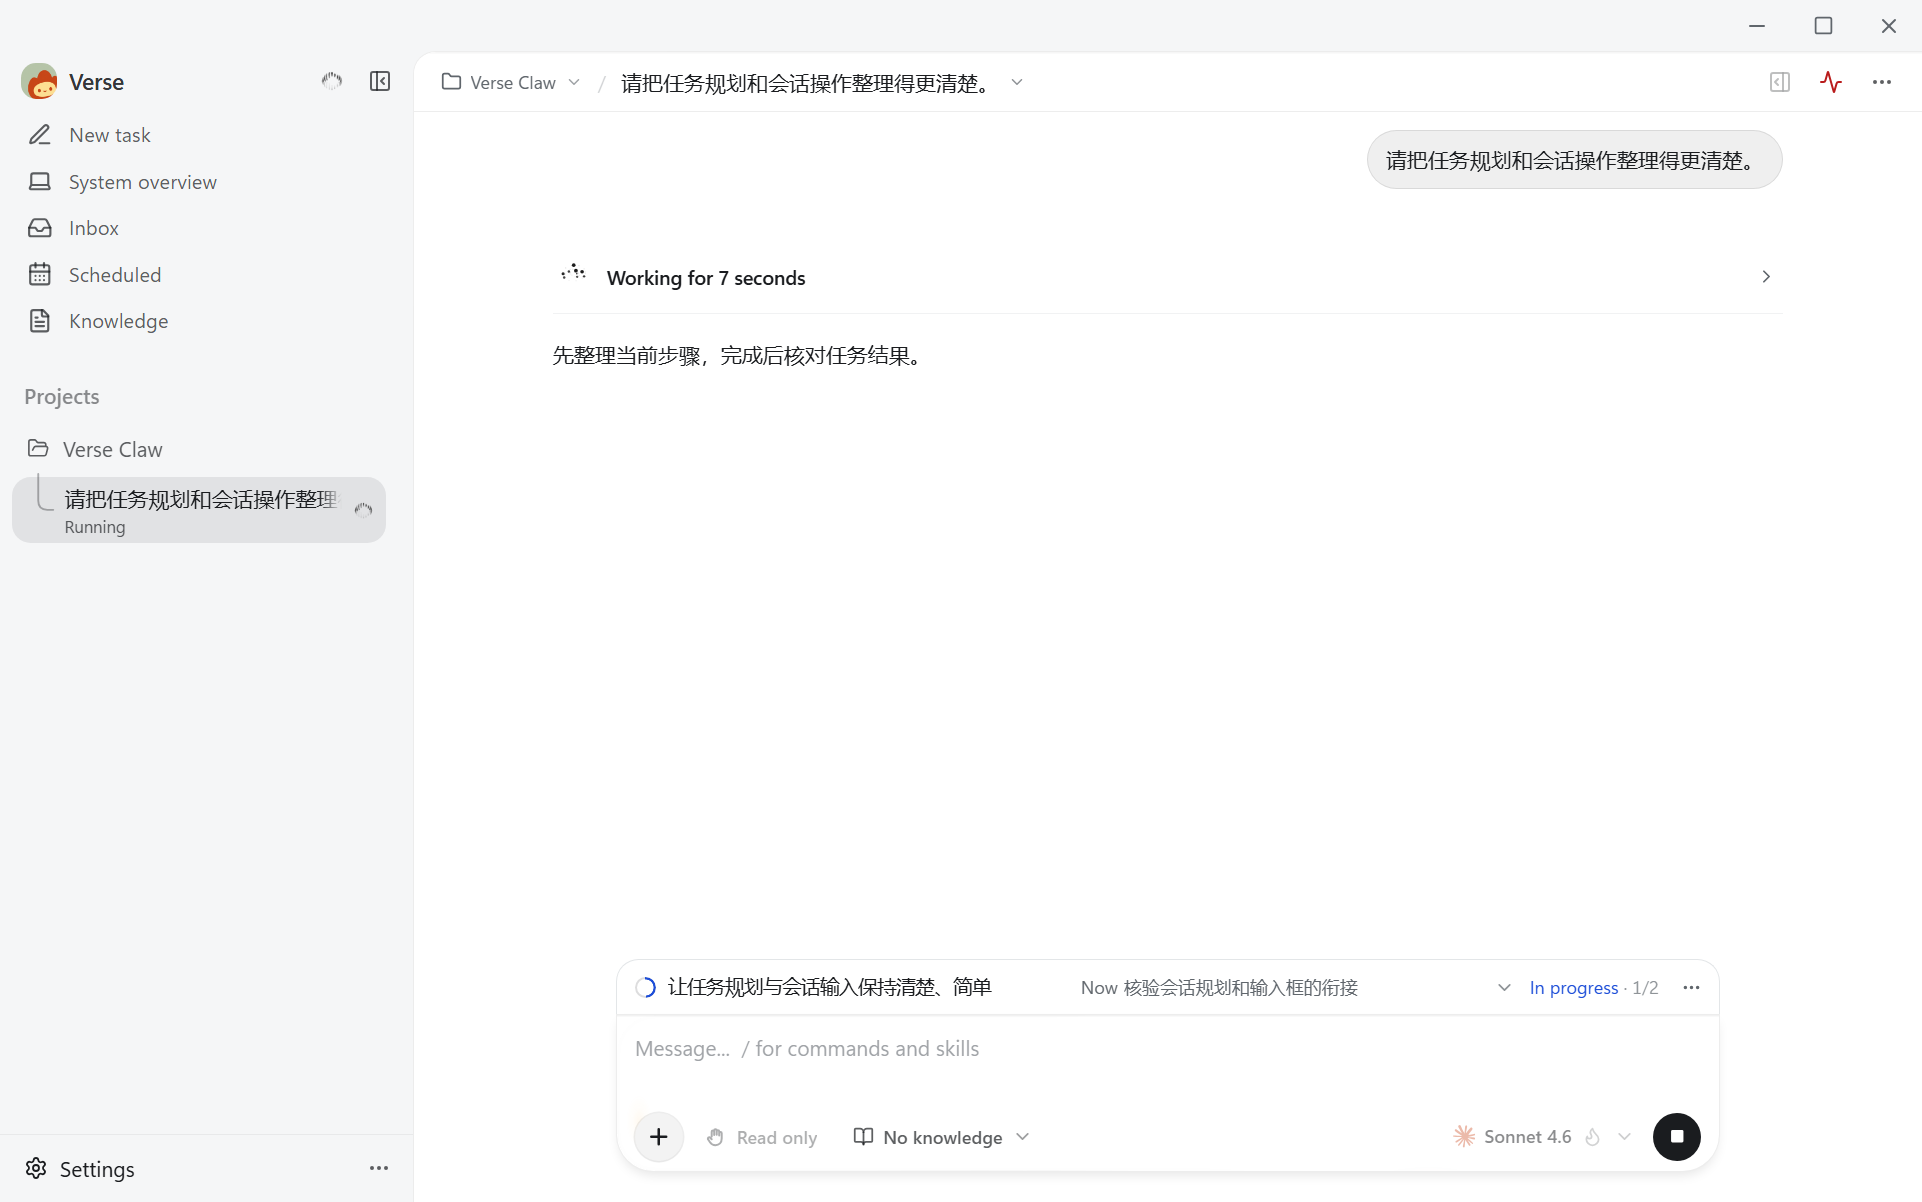 Verse
New task
System overview
Inbox
Scheduled
Knowledge
Projects
Verse Claw
请把任务规划和会话操作整理
Running
Settings
Verse Claw / 请把任务规划和会话操作整理得更清楚。
请把任务规划和会话操作整理得更清楚。
Working for 7 seconds
先整理当前步骤，完成后核对任务结果。
让任务规划与会话输入保持清楚、简单 Now 核验会话规划和输入框的衔接 In progress · 1/2
Message... / for commands and skills
Read only No knowledge Sonnet 4.6